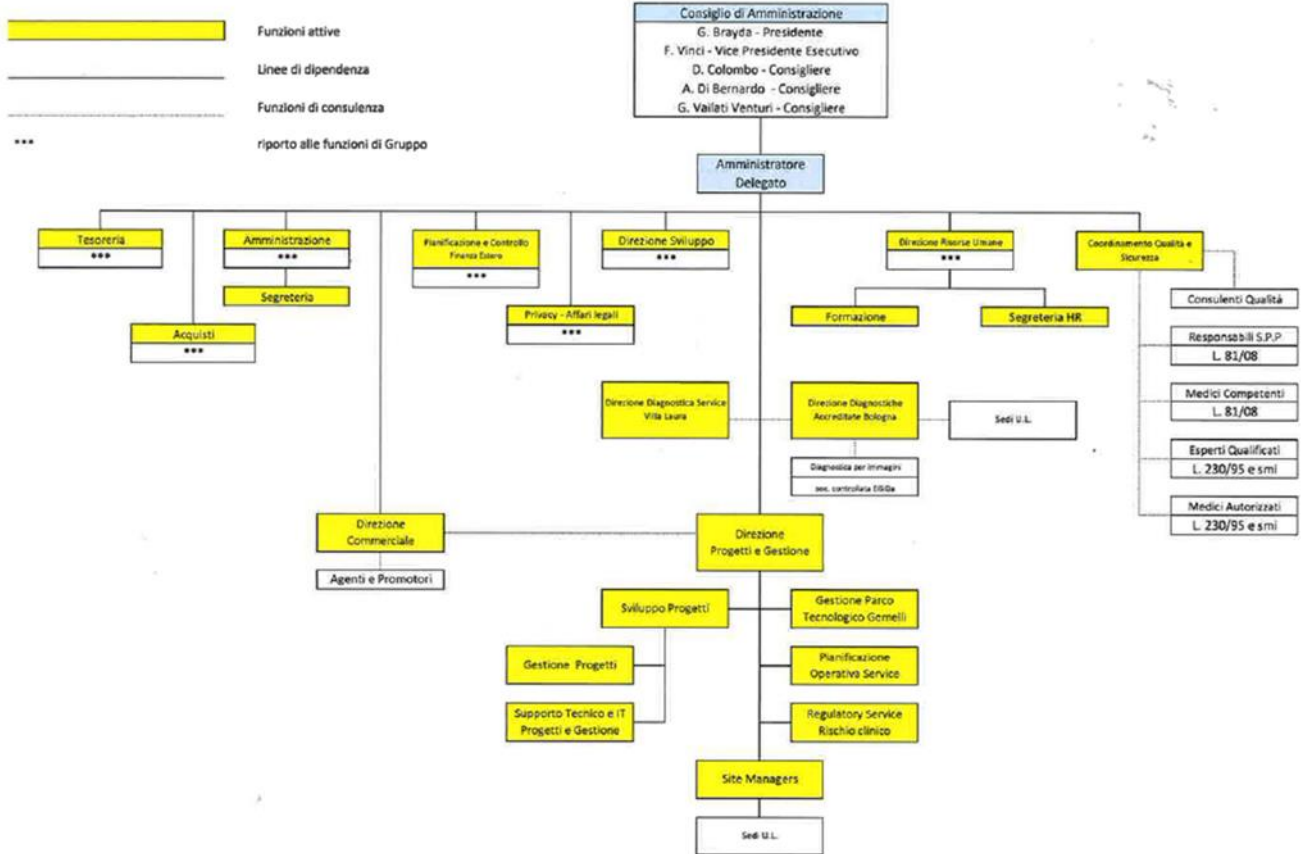 Funzioni attive
Linee di dipendenza
Funzioni di consulenza
*** riporto alle funzioni di Gruppo
Consiglio di Amministrazione
G. Brayda - Presidente
F. Vinci - Vice Presidente Esecutivo
D. Colombo - Consigliere
A. Di Bernardo - Consigliere
G. Vailati Venturi - Consigliere
Amministratore
Delegato
Tesoreria
***
Amministrazione
***
Segreteria
Acquisti
***
Pianificazione e Controllo
Finanza Estero
***
Privacy - Affari legali
***
Direzione Sviluppo
***
Direzione Risorse Umane
***
Formazione
Segreteria HR
Coordinamento Qualità e
Sicurezza
Consulenti Qualità
Responsabili S.P.P
L. 81/08
Medici Competenti
L. 81/08
Esperti Qualificati
L. 230/95 e smi
Medici Autorizzati
L. 230/95 e smi
Direzione Diagnostica Service
Villa Laura
Direzione Diagnostiche
Accreditate Bologna
Sedi U.L.
Diagnostica per immagini
soc. controllata
Direzione
Commerciale
Agenti e Promotori
Direzione
Progetti e Gestione
Sviluppo Progetti
Gestione Parco
Tecnologico Gemelli
Gestione Progetti
Pianificazione
Operativa Service
Supporto Tecnico e IT
Progetti e Gestione
Regulatory Service
Rischio clinico
Site Managers
Sedi U.L.